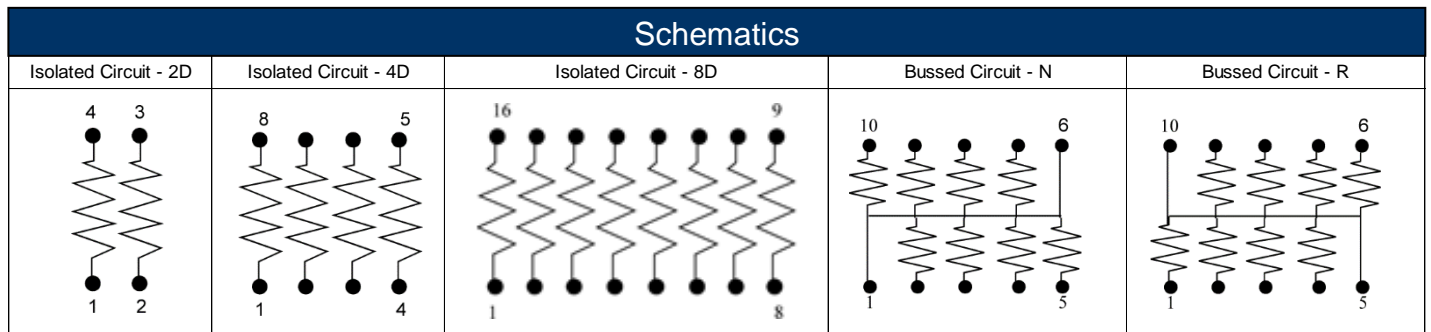 Schematics
Isolated Circuit - 2D Isolated Circuit - 4D Isolated Circuit - 8D Bussed Circuit - N Bussed Circuit - R
4 3 8 5 16 9 10 6 10 6
1 2 1 4 1 8 1 5 1 5